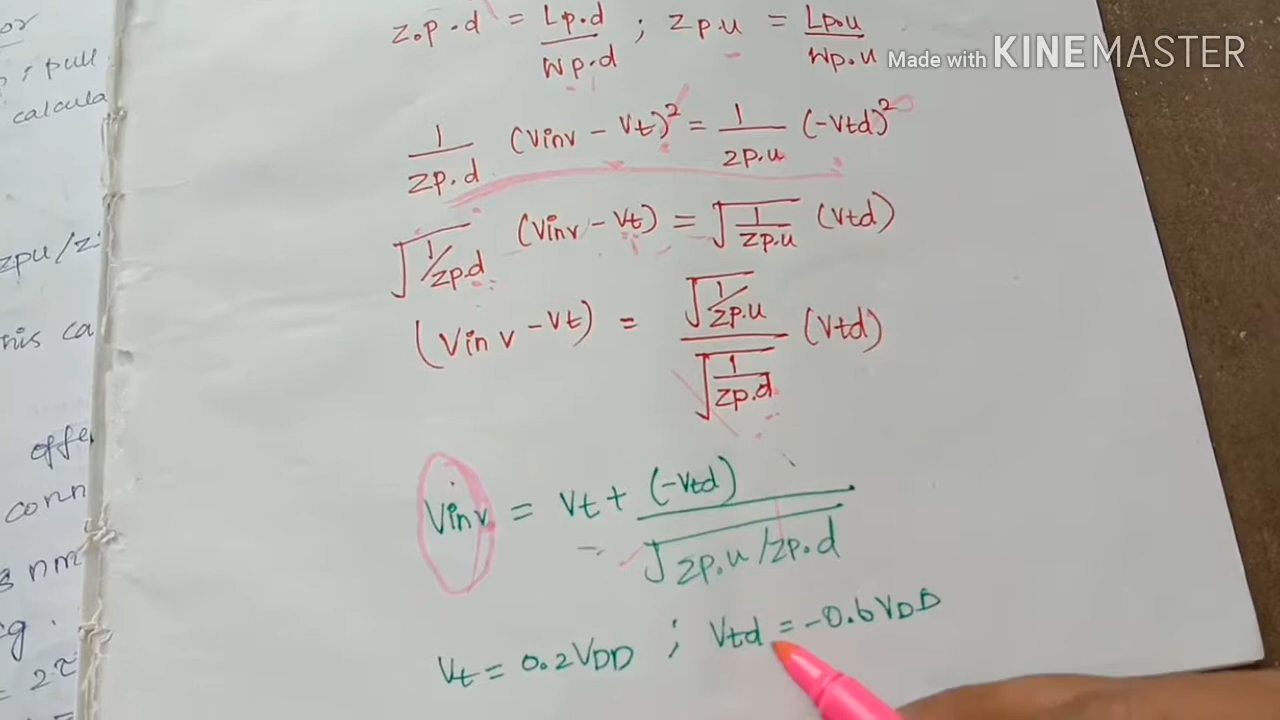 or
; pull
calcula
zpu/z
his ca
offe
conn
nm
g.
= 2τ
Z.p.d = Lp.d / Wp.d ; Zp.u = Lp.u / Wp.u
Made with KINEMASTER
1/Zp.d (Vinv - Vt)² = 1/Zp.u (-Vtd)²
√1/Zp.d (Vinv - Vt) = √1/Zp.u (Vtd)
(Vinv - Vt) = √1/Zp.u / √1/Zp.d (Vtd)
Vinv = Vt + (-Vtd) / √Zp.u/Zp.d
Vt = 0.2VDD ; Vtd = -0.6VDD